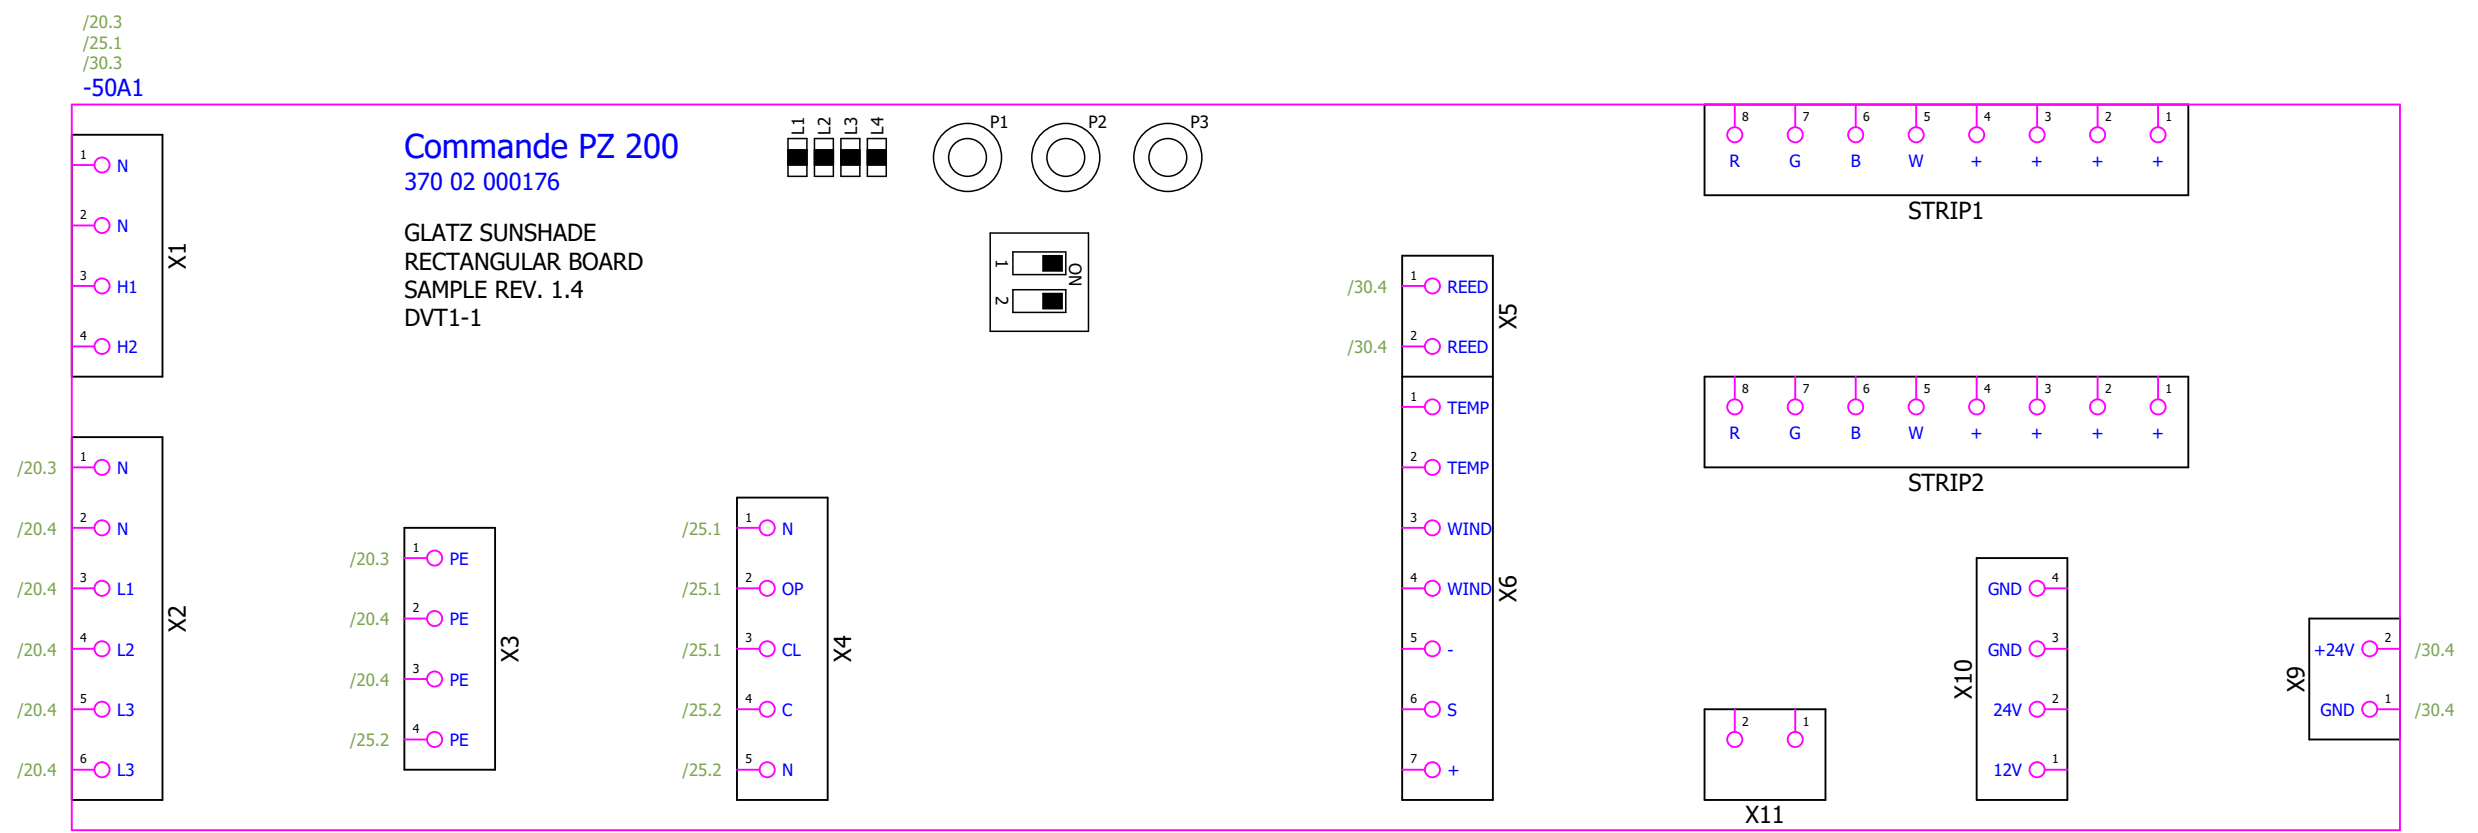 /20.3
/25.1
/30.3
-50A1
Commande PZ 200
370 02 000176
GLATZ SUNSHADE
RECTANGULAR BOARD
SAMPLE REV. 1.4
DVT1-1
L1 L2 L3 L4
P1 P2 P3
ON
1
2
X1
1 N
2 N
3 H1
4 H2
X2
/20.3 1 N
/20.4 2 N
/20.4 3 L1
/20.4 4 L2
/20.4 5 L3
/20.4 6 L3
X3
/20.3 1 PE
/20.4 2 PE
/20.4 3 PE
/25.2 4 PE
X4
/25.1 1 N
/25.1 2 OP
/25.1 3 CL
/25.2 4 C
/25.2 5 N
X5
/30.4 1 REED
/30.4 2 REED
X6
1 TEMP
2 TEMP
3 WIND
4 WIND
5 -
6 S
7 +
8 7 6 5 4 3 2 1
R G B W + + + +
STRIP1
8 7 6 5 4 3 2 1
R G B W + + + +
STRIP2
2 1
X11
X10
GND 4
GND 3
24V 2
12V 1
X9
+24V 2 /30.4
GND 1 /30.4